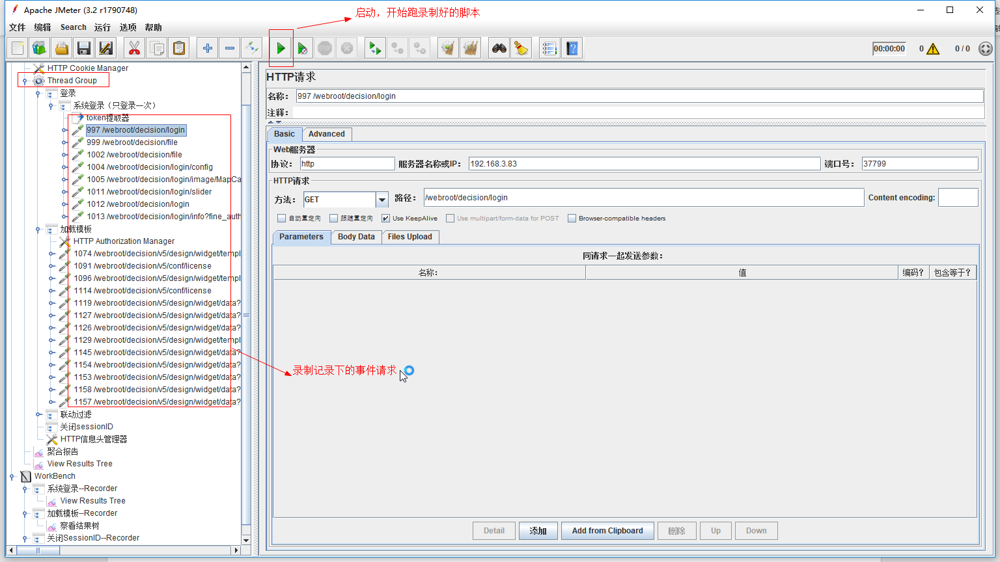 Apache JMeter (3.2 r1790748)
启动，开始跑录制好的脚本
文件 编辑 Search 运行 选项 帮助
STOP
00:00:00 0 0 / 0
HTTP Cookie Manager
Thread Group
登录
系统登录（只登录一次）
token提取器
997 /webroot/decision/login
999 /webroot/decision/file
1002 /webroot/decision/file
1004 /webroot/decision/login/config
1005 /webroot/decision/login/image/MapCa
1011 /webroot/decision/login/slider
1012 /webroot/decision/login
1013 /webroot/decision/login/info?fine_auth
加载模板
HTTP Authorization Manager
1074 /webroot/decision/v5/design/widget/templ
1091 /webroot/decision/v5/conf/license
1096 /webroot/decision/v5/design/widget/templ
1114 /webroot/decision/v5/conf/license
1119 /webroot/decision/v5/design/widget/data?
1127 /webroot/decision/v5/design/widget/data?
1126 /webroot/decision/v5/design/widget/data?
1129 /webroot/decision/v5/design/widget/templ
1145 /webroot/decision/v5/design/widget/data?
1154 /webroot/decision/v5/design/widget/data?
1153 /webroot/decision/v5/design/widget/data?
1158 /webroot/decision/v5/design/widget/data?
1157 /webroot/decision/v5/design/widget/data?
联动过滤
关闭sessionID
HTTP信息头管理器
聚合报告
View Results Tree
WorkBench
系统登录--Recorder
View Results Tree
加载模板--Recorder
察看结果树
关闭SessionID--Recorder
HTTP请求
名称： 997 /webroot/decision/login
注释：
Basic Advanced
Web服务器
协议： http 服务器名称或IP： 192.168.3.83 端口号： 37799
HTTP请求
方法： GET 路径： /webroot/decision/login Content encoding:
自动重定向 跟随重定向 Use KeepAlive Use multipart/form-data for POST Browser-compatible headers
Parameters Body Data Files Upload
同请求一起发送参数：
名称： 值 编码？ 包含等于？
录制记录下的事件请求
Detail 添加 Add from Clipboard 删除 Up Down